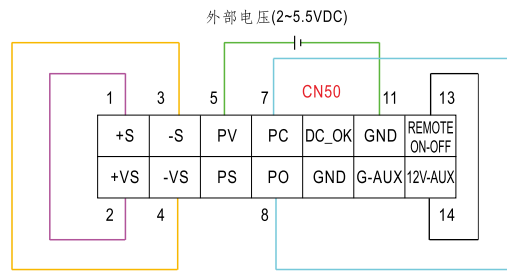 外部电压(2~5.5VDC)
CN50
1 3 5 7 11 13
+S -S PV PC DC_OK GND REMOTE ON-OFF
+VS -VS PS PO GND G-AUX 12V-AUX
2 4 8 14